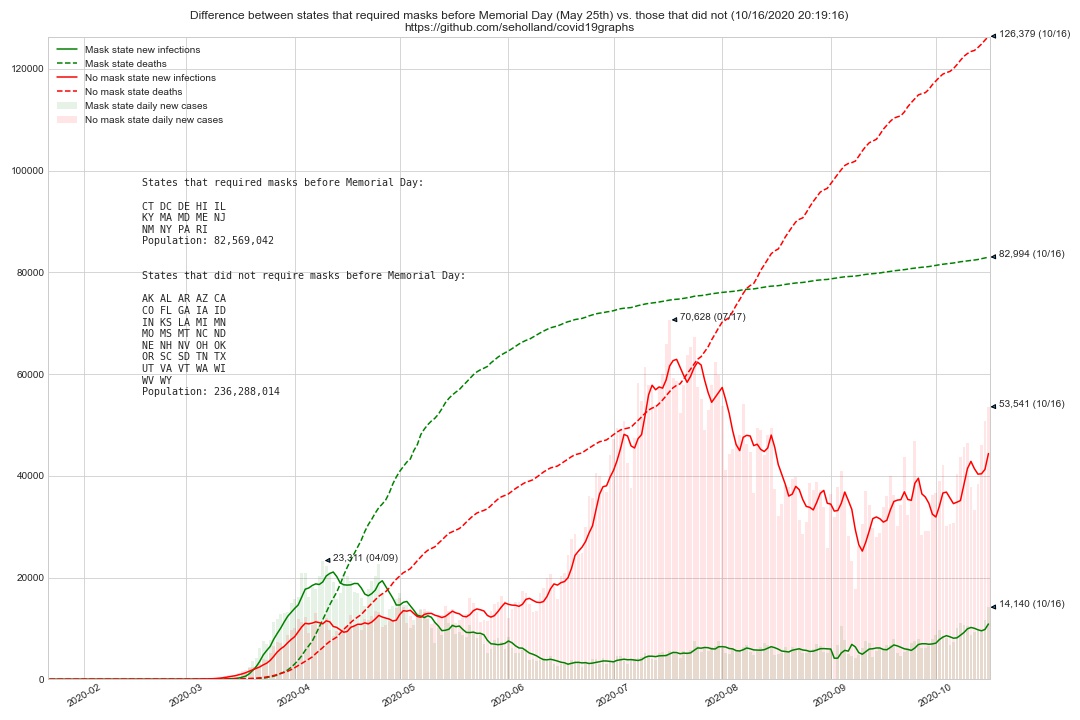 Difference between states that required masks before Memorial Day (May 25th) vs. those that did not (10/16/2020 20:19:16)
https://github.com/seholland/covid19graphs
Mask state new infections
Mask state deaths
No mask state new infections
No mask state deaths
Mask state daily new cases
No mask state daily new cases
126,379 (10/16)
120000
100000
States that required masks before Memorial Day:
CT DC DE HI IL
KY MA MD ME NJ
NM NY PA RI
Population: 82,569,042
82,994 (10/16)
80000
States that did not require masks before Memorial Day:
AK AL AR AZ CA
CO FL GA IA ID
IN KS LA MI MN
MO MS MT NC ND
NE NH NV OH OK
OR SC SD TN TX
UT VA VT WA WI
WV WY
Population: 236,288,014
70,628 (07/17)
60000
53,541 (10/16)
40000
23,311 (04/09)
20000
14,140 (10/16)
0
2020-02
2020-03
2020-04
2020-05
2020-06
2020-07
2020-08
2020-09
2020-10